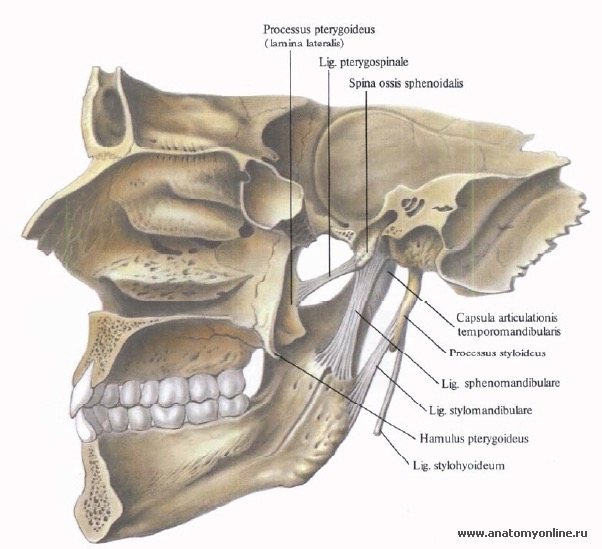 Processus pterygoideus
(lamina lateralis)
Lig. pterygospinale
Spina ossis sphenoidalis
Capsula articulationis
temporomandibularis
Processus styloideus
Lig. sphenomandibulare
Lig. stylomandibulare
Hamulus pterygoideus
Lig. stylohyoideum
www.anatomyonline.ru